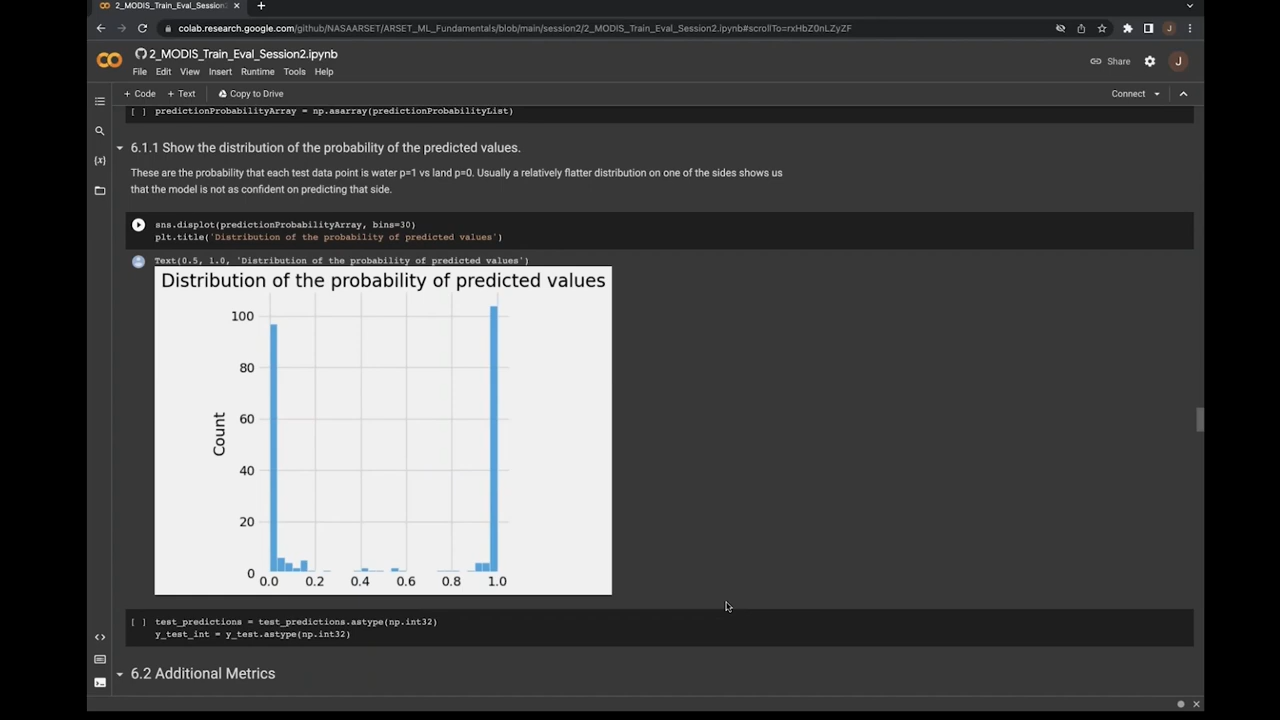 2_MODIS_Train_Eval_Session2.ip
colab.research.google.com/github/NASAARSET/ARSET_ML_Fundamentals/blob/main/session2/2_MODIS_Train_Eval_Session2.ipynb#scrollTo=rxHbZ0nLZyZF
J
2_MODIS_Train_Eval_Session2.ipynb
File Edit View Insert Runtime Tools Help
Share
J
+ Code + Text Copy to Drive
Connect
[ ] predictionProbabilityArray = np.asarray(predictionProbabilityList)
6.1.1 Show the distribution of the probability of the predicted values.
These are the probability that each test data point is water p=1 vs land p=0. Usually a relatively flatter distribution on one of the sides shows us
that the model is not as confident on predicting that side.
sns.displot(predictionProbabilityArray, bins=30)
plt.title('Distribution of the probability of predicted values')
Text(0.5, 1.0, 'Distribution of the probability of predicted values')
Distribution of the probability of predicted values
100
80
60
40
20
0
Count
0.0 0.2 0.4 0.6 0.8 1.0
[ ] test_predictions = test_predictions.astype(np.int32)
y_test_int = y_test.astype(np.int32)
6.2 Additional Metrics